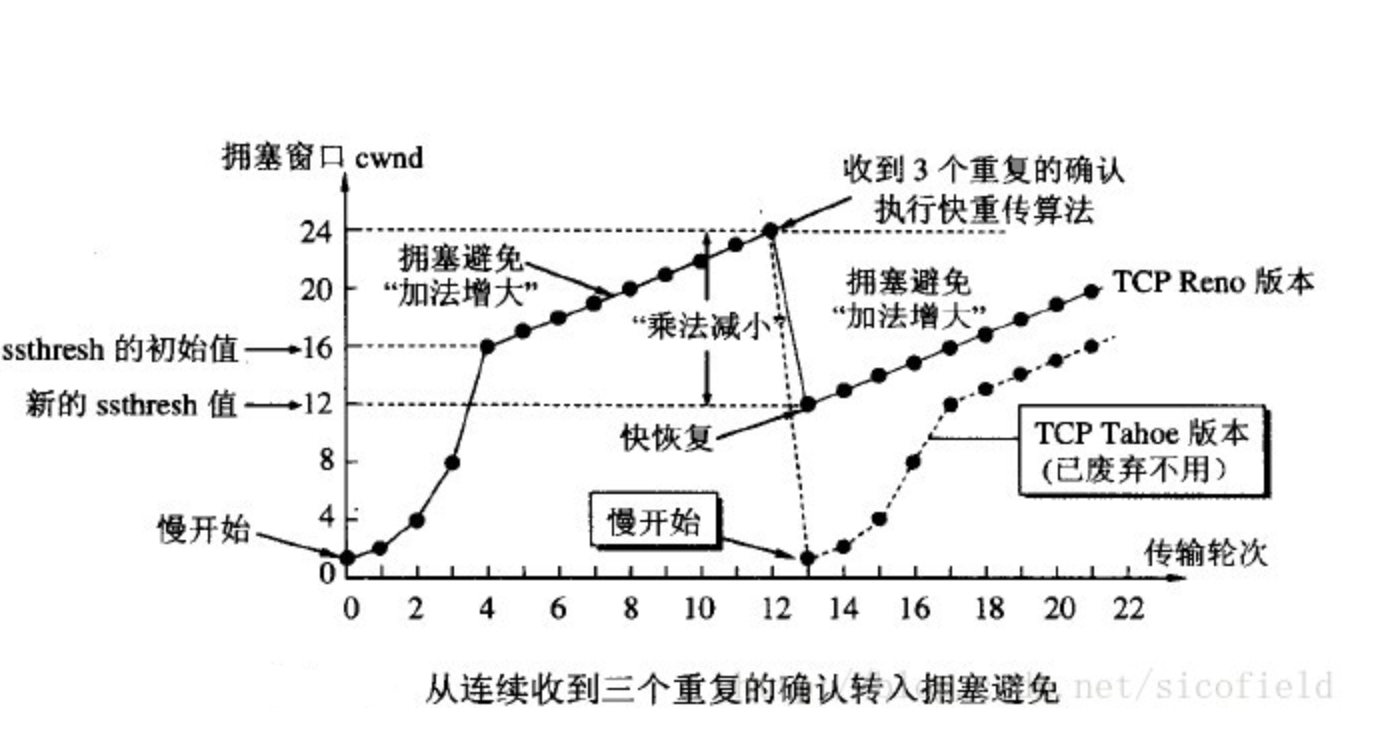 拥塞窗口 cwnd
收到 3 个重复的确认
执行快重传算法
24
拥塞避免
“加法增大”
20
拥塞避免
“加法增大”
TCP Reno 版本
“乘法减小”
ssthresh 的初始值
16
新的 ssthresh 值
12
快恢复
TCP Tahoe 版本
(已废弃不用)
8
慢开始
4
慢开始
传输轮次
0
0 2 4 6 8 10 12 14 16 18 20 22
从连续收到三个重复的确认转入拥塞避免
net/sicofield